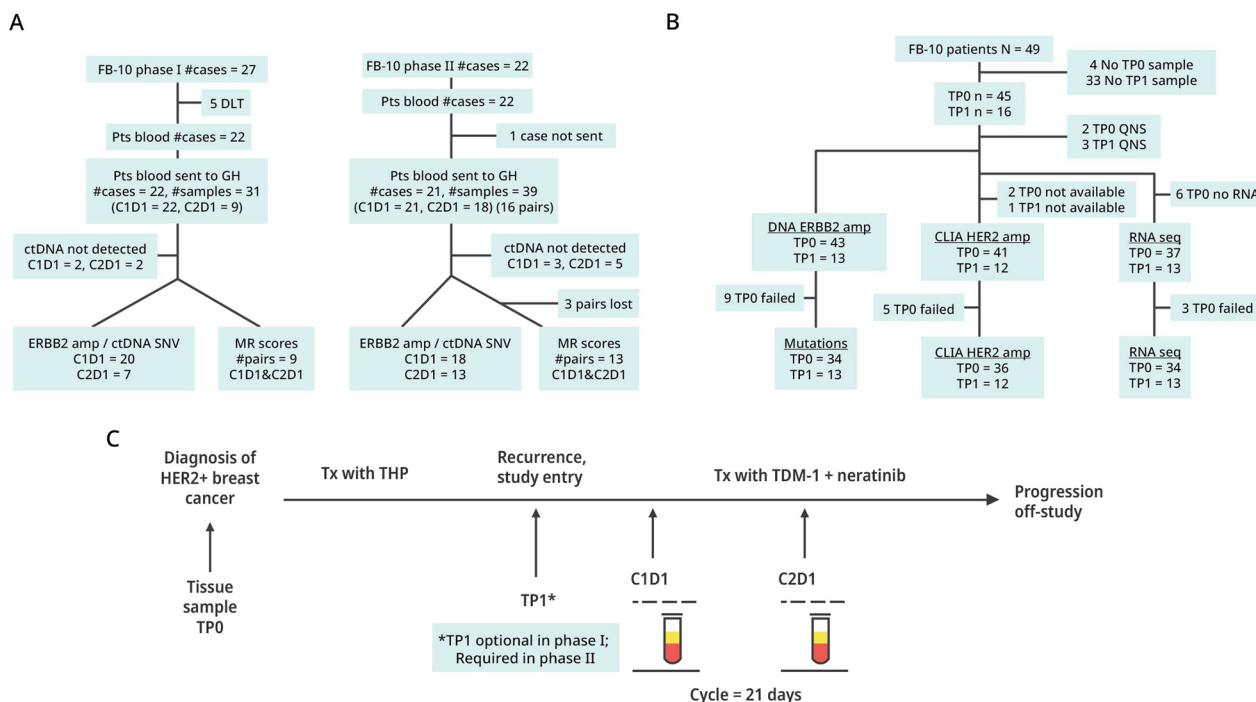 A
FB-10 phase I #cases = 27
5 DLT
Pts blood #cases = 22
Pts blood sent to GH
#cases = 22, #samples = 31
(C1D1 = 22, C2D1 = 9)
ctDNA not detected
C1D1 = 2, C2D1 = 2
ERBB2 amp / ctDNA SNV
C1D1 = 20
C2D1 = 7
MR scores
#pairs = 9
C1D1&C2D1
FB-10 phase II #cases = 22
Pts blood #cases = 22
1 case not sent
Pts blood sent to GH
#cases = 21, #samples = 39
(C1D1 = 21, C2D1 = 18) (16 pairs)
ctDNA not detected
C1D1 = 3, C2D1 = 5
3 pairs lost
ERBB2 amp / ctDNA SNV
C1D1 = 18
C2D1 = 13
MR scores
#pairs = 13
C1D1&C2D1
B
FB-10 patients N = 49
4 No TP0 sample
33 No TP1 sample
TP0 n = 45
TP1 n = 16
2 TP0 QNS
3 TP1 QNS
2 TP0 not available
1 TP1 not available
6 TP0 no RNA
DNA ERBB2 amp
TP0 = 43
TP1 = 13
CLIA HER2 amp
TP0 = 41
TP1 = 12
RNA seq
TP0 = 37
TP1 = 13
9 TP0 failed
5 TP0 failed
3 TP0 failed
Mutations
TP0 = 34
TP1 = 13
CLIA HER2 amp
TP0 = 36
TP1 = 12
RNA seq
TP0 = 34
TP1 = 13
C
Diagnosis of
HER2+ breast
cancer
Tx with THP
Recurrence,
study entry
Tx with TDM-1 + neratinib
Progression
off-study
Tissue
sample
TP0
TP1*
*TP1 optional in phase I;
Required in phase II
C1D1
C2D1
Cycle = 21 days